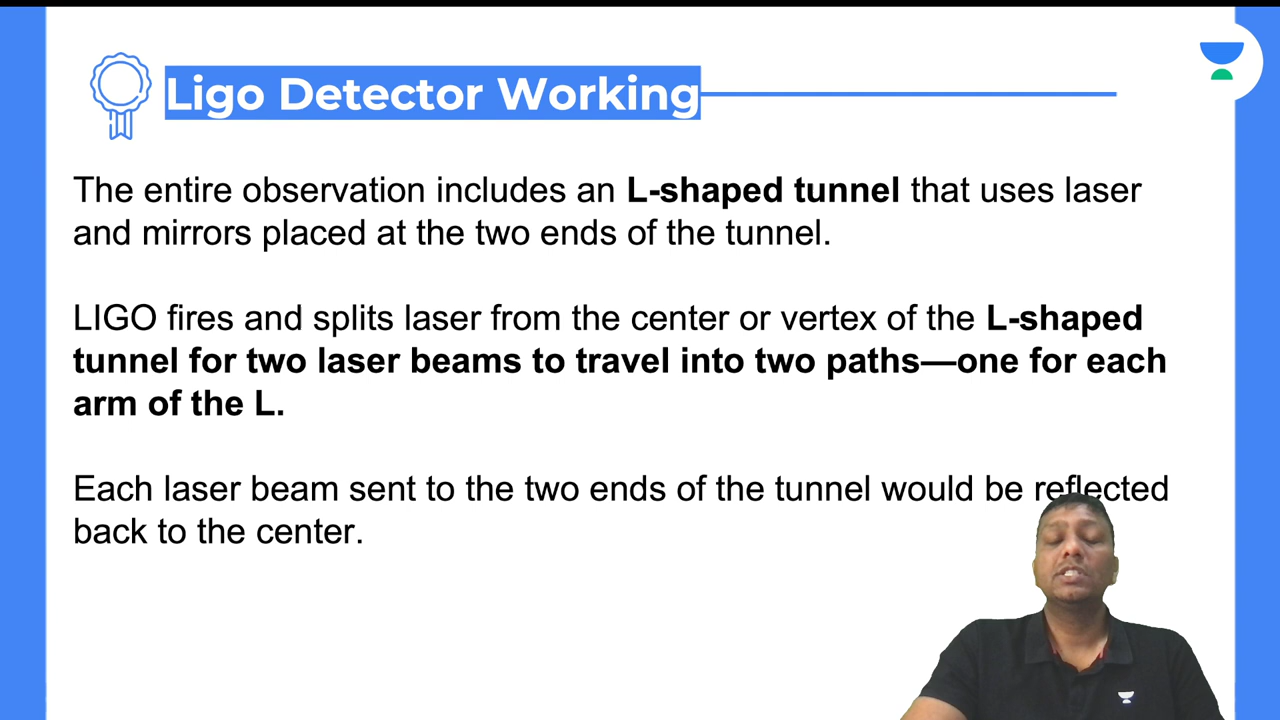 Ligo Detector Working
The entire observation includes an L-shaped tunnel that uses laser
and mirrors placed at the two ends of the tunnel.
LIGO fires and splits laser from the center or vertex of the L-shaped
tunnel for two laser beams to travel into two paths—one for each
arm of the L.
Each laser beam sent to the two ends of the tunnel would be reflected
back to the center.